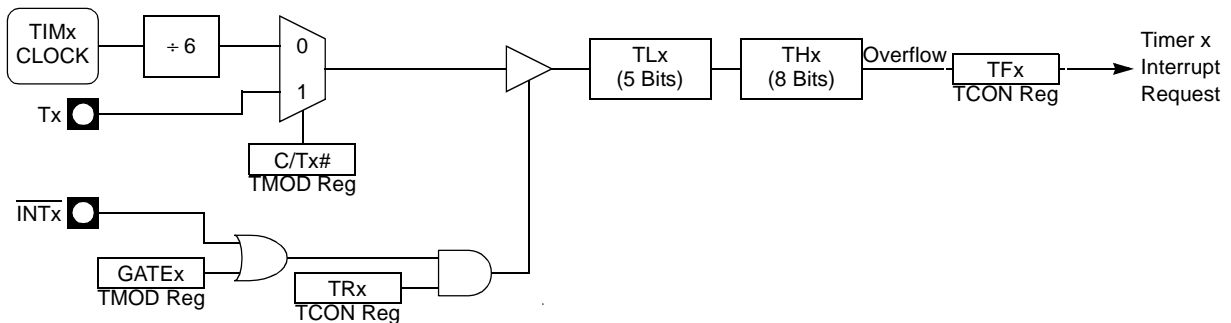 TIMx
CLOCK
÷ 6
0
1
Tx
C/Tx#
TMOD Reg
INTx
GATEx
TMOD Reg
TRx
TCON Reg
TLx
(5 Bits)
THx
(8 Bits)
Overflow
TFx
TCON Reg
Timer x
Interrupt
Request